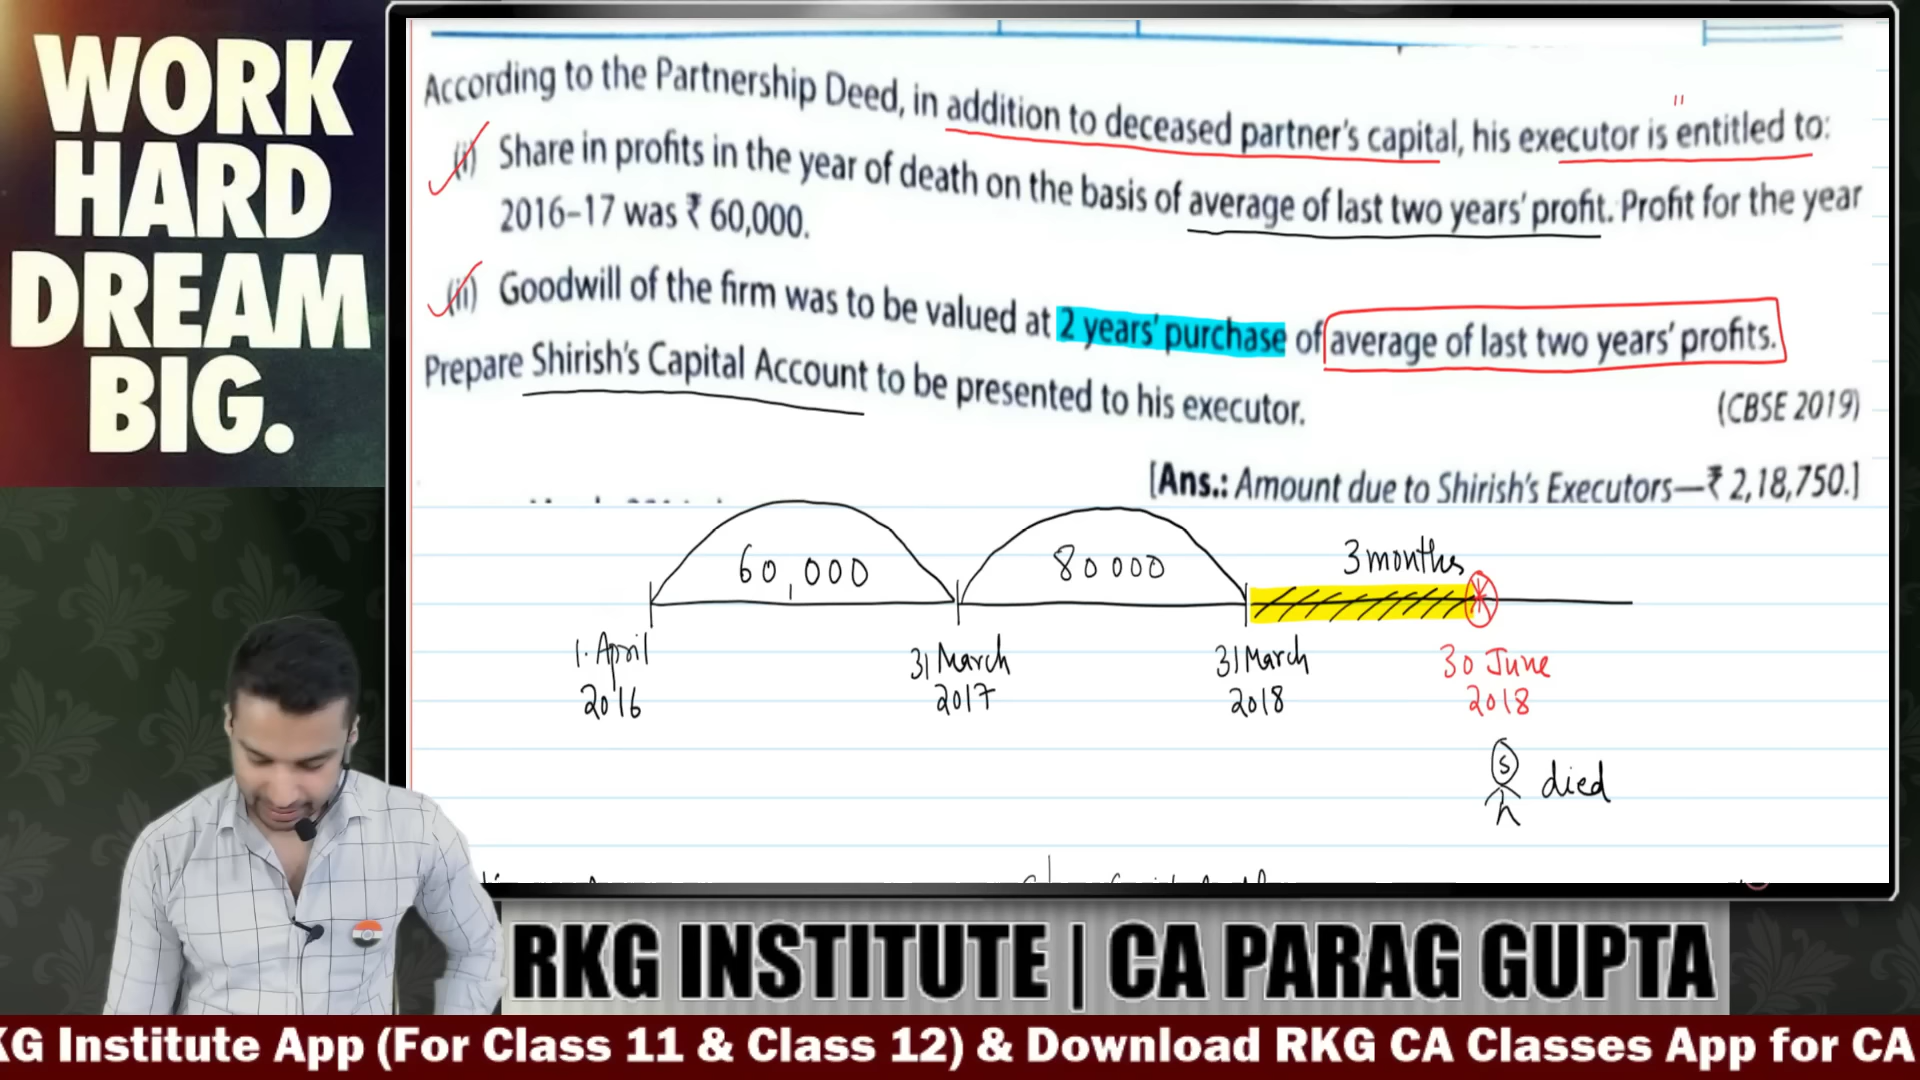 WORK
HARD
DREAM
BIG.
According to the Partnership Deed, in addition to deceased partner's capital, his executor is entitled to:
(i) Share in profits in the year of death on the basis of average of last two years' profit. Profit for the year
2016–17 was ₹ 60,000.
(ii) Goodwill of the firm was to be valued at 2 years' purchase of average of last two years' profits.
Prepare Shirish's Capital Account to be presented to his executor.
(CBSE 2019)
[Ans.: Amount due to Shirish's Executors—₹ 2,18,750.]
60,000
80000
3 months
1 April
2016
31 March
2017
31 March
2018
30 June
2018
S
died
RKG INSTITUTE | CA PARAG GUPTA
KG Institute App (For Class 11 & Class 12) & Download RKG CA Classes App for CA